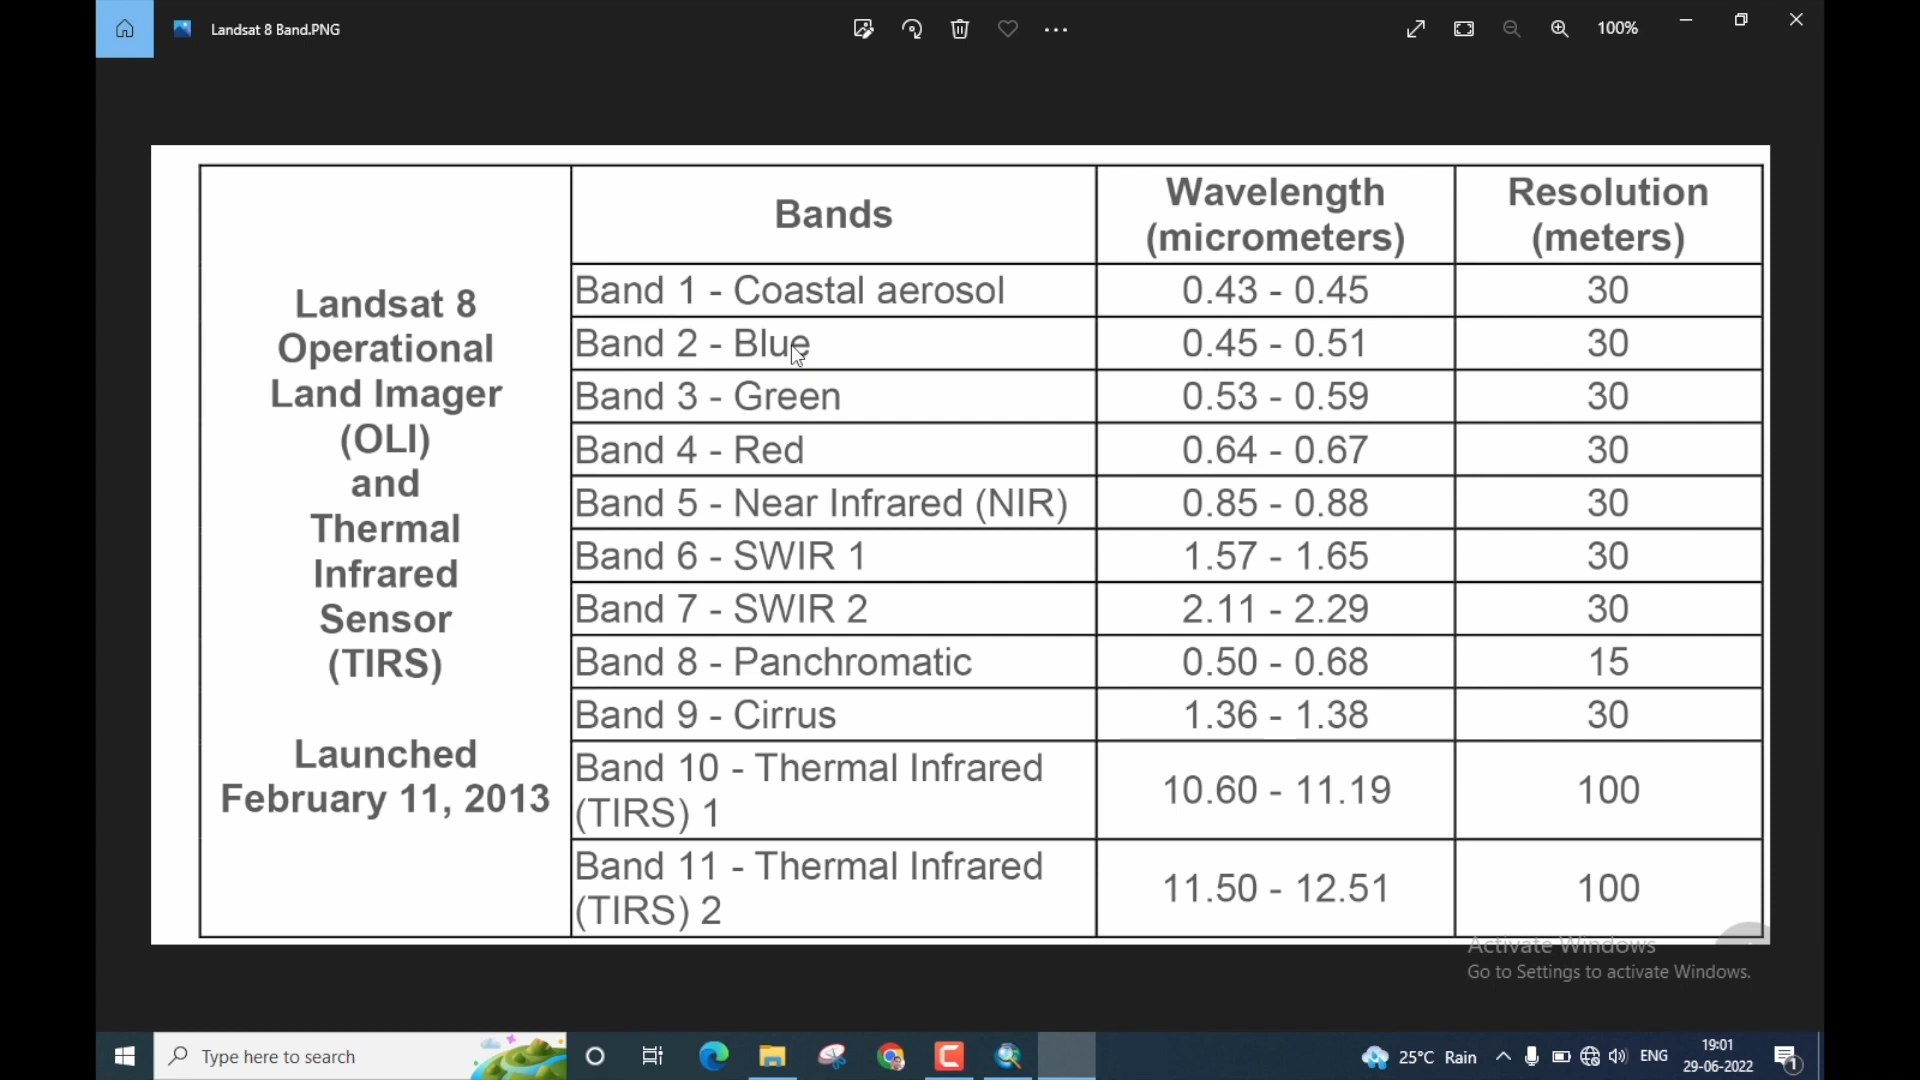 Landsat 8 Band.PNG
100%
Landsat 8
Operational
Land Imager
(OLI)
and
Thermal
Infrared
Sensor
(TIRS)
Launched
February 11, 2013
Bands
Wavelength
(micrometers)
Resolution
(meters)
Band 1 - Coastal aerosol 0.43 - 0.45 30
Band 2 - Blue 0.45 - 0.51 30
Band 3 - Green 0.53 - 0.59 30
Band 4 - Red 0.64 - 0.67 30
Band 5 - Near Infrared (NIR) 0.85 - 0.88 30
Band 6 - SWIR 1 1.57 - 1.65 30
Band 7 - SWIR 2 2.11 - 2.29 30
Band 8 - Panchromatic 0.50 - 0.68 15
Band 9 - Cirrus 1.36 - 1.38 30
Band 10 - Thermal Infrared
(TIRS) 1
10.60 - 11.19 100
Band 11 - Thermal Infrared
(TIRS) 2
11.50 - 12.51 100
Activate Windows
Go to Settings to activate Windows.
Type here to search
25°C Rain
ENG
19:01
29-06-2022
1